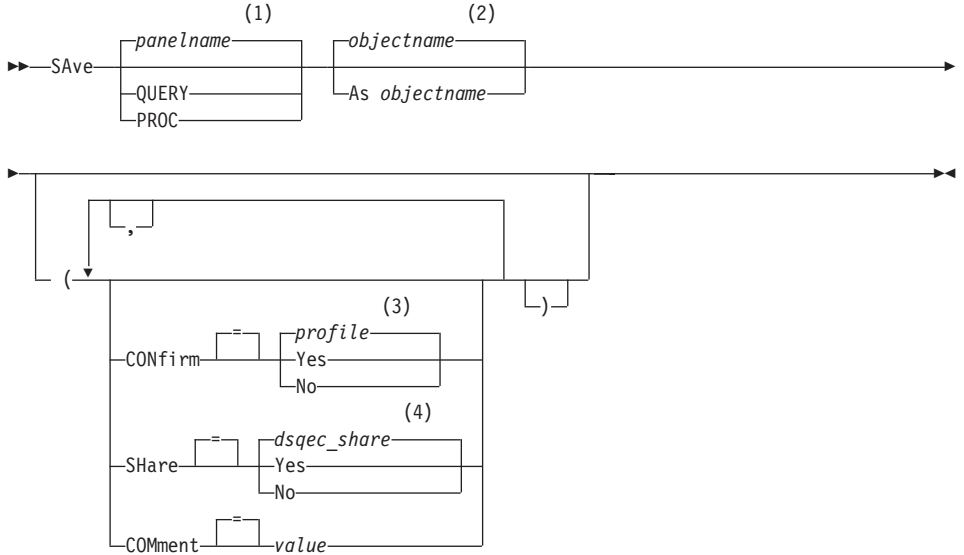 (1) (2)
panelname objectname
SAve
QUERY As objectname
PROC
,
( )
(3)
= profile
CONfirm Yes
No
(4)
= dsqec_share
SHare Yes
No
=
COMment value